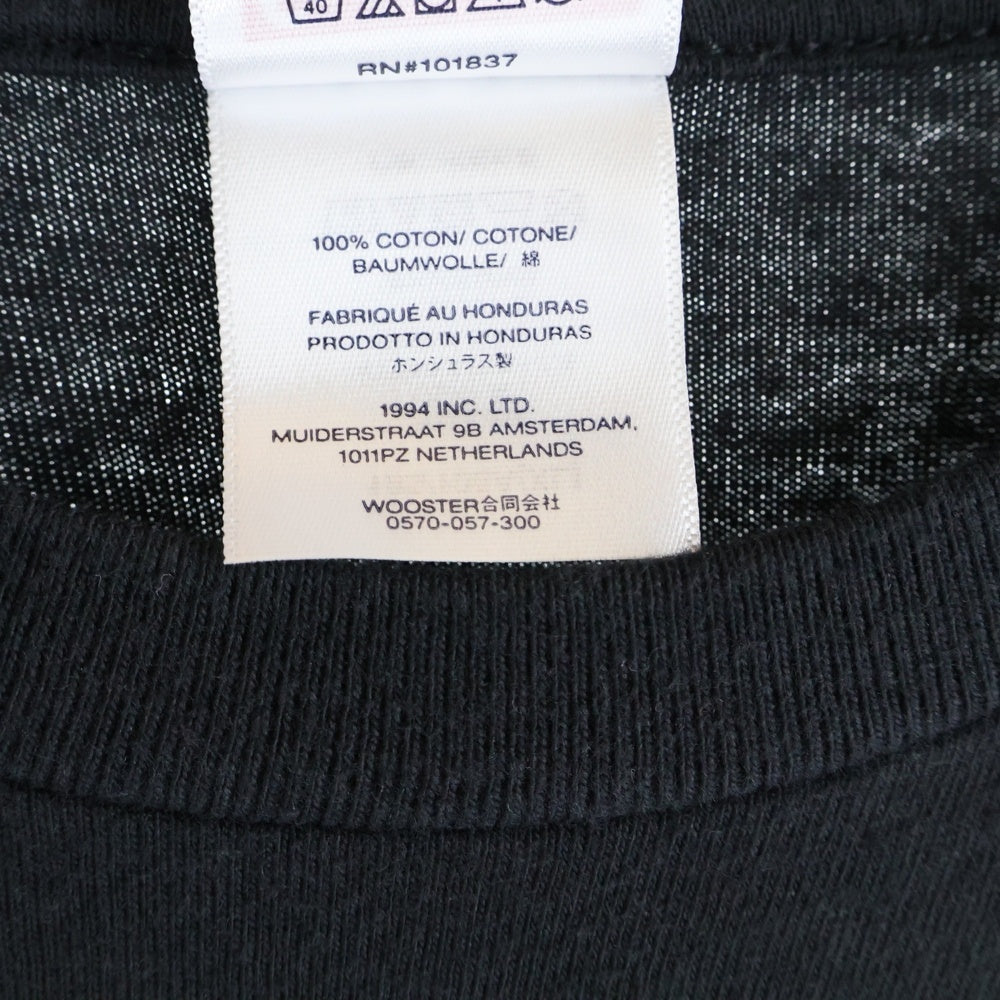 40
RN#101837
100% COTON/ COTONE/
BAUMWOLLE/ 綿
FABRIQUÉ AU HONDURAS
PRODOTTO IN HONDURAS
ホンジュラス製
1994 INC. LTD.
MUIDERSTRAAT 9B AMSTERDAM,
1011PZ NETHERLANDS
WOOSTER合同会社
0570-057-300